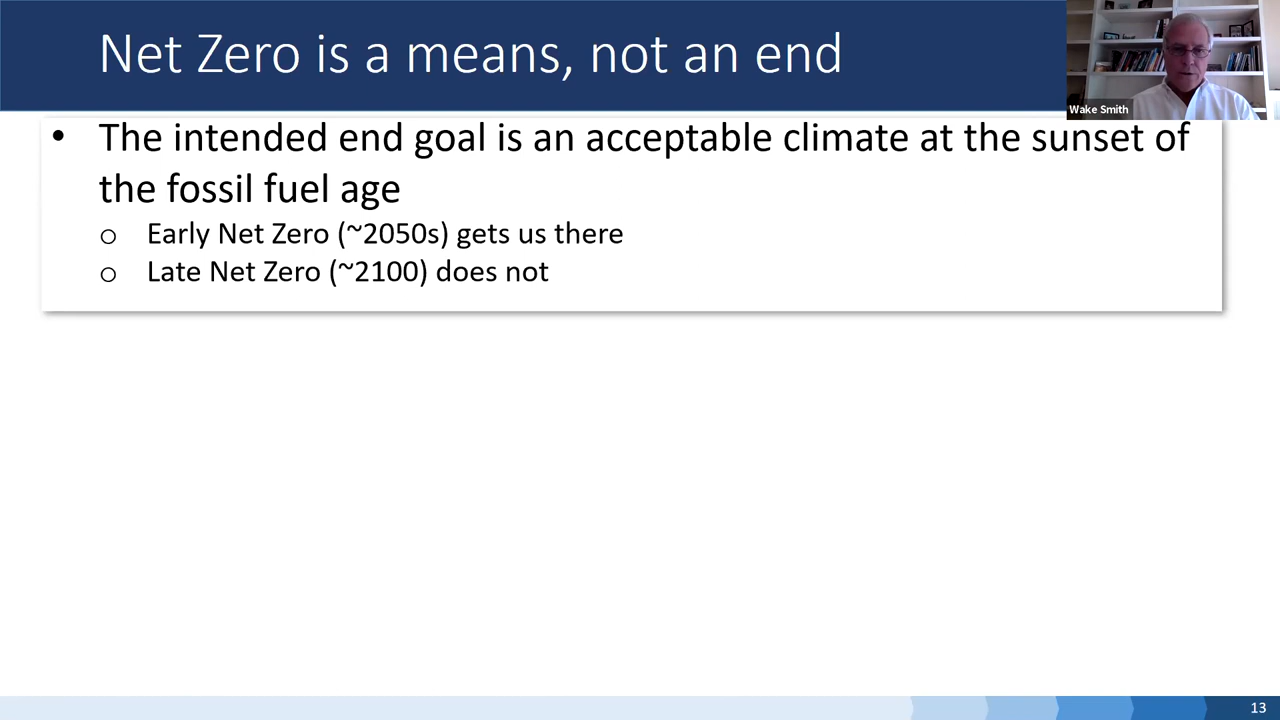 Net Zero is a means, not an end
Wake Smith
• The intended end goal is an acceptable climate at the sunset of
the fossil fuel age
o Early Net Zero (~2050s) gets us there
o Late Net Zero (~2100) does not
13